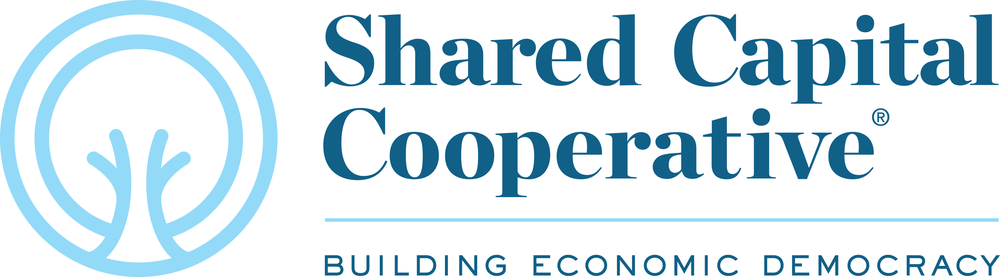 Shared Capital
Cooperative®
BUILDING ECONOMIC DEMOCRACY